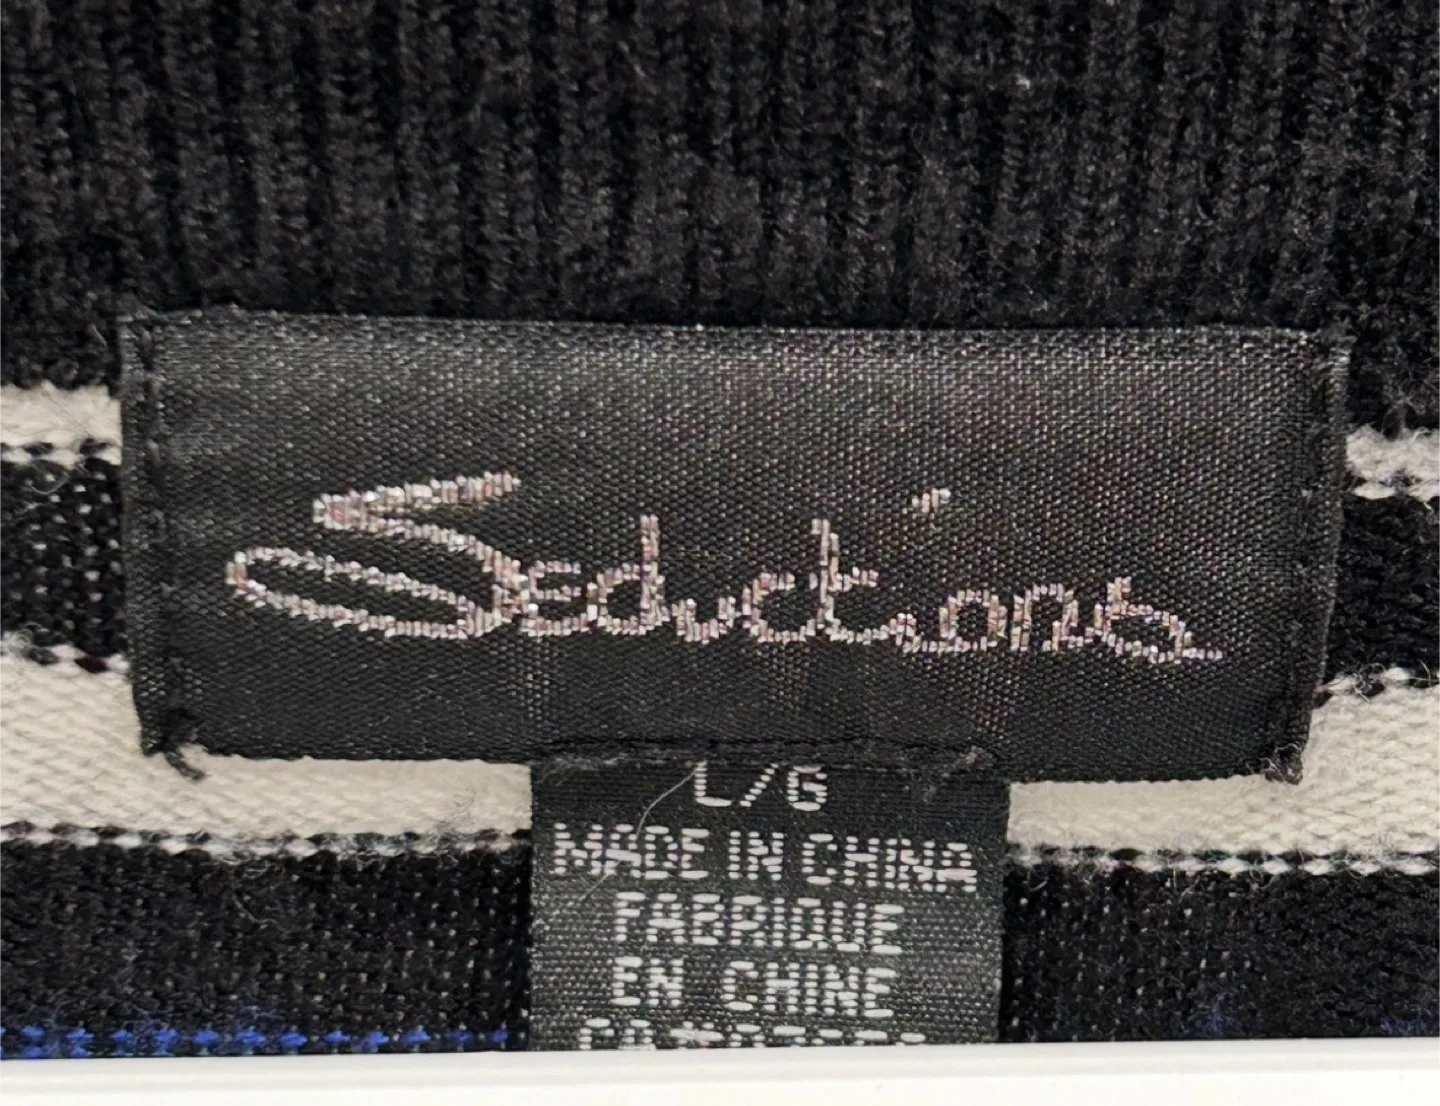 Seductions
L/G
MADE IN CHINA
FABRIQUE
EN CHINE